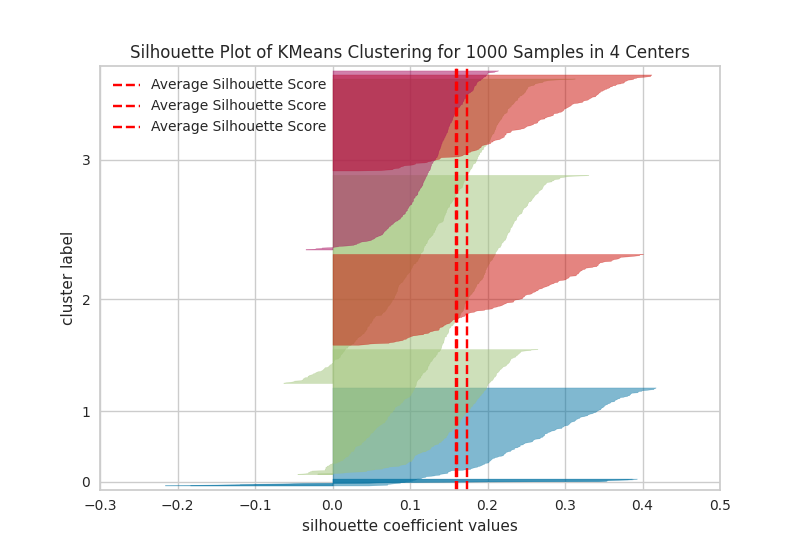 Silhouette Plot of KMeans Clustering for 1000 Samples in 4 Centers
Average Silhouette Score
Average Silhouette Score
Average Silhouette Score
3
2
1
0
cluster label
−0.3 −0.2 −0.1 0.0 0.1 0.2 0.3 0.4 0.5
silhouette coefficient values